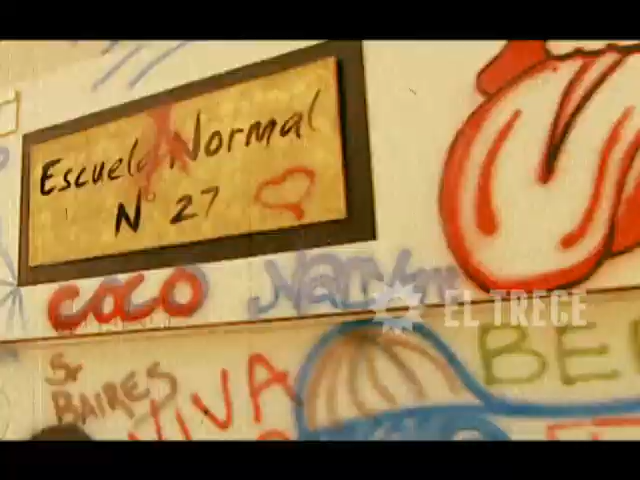 Escuela Normal
N° 27
COCO
EL TRECE
BAIRES
VIVA